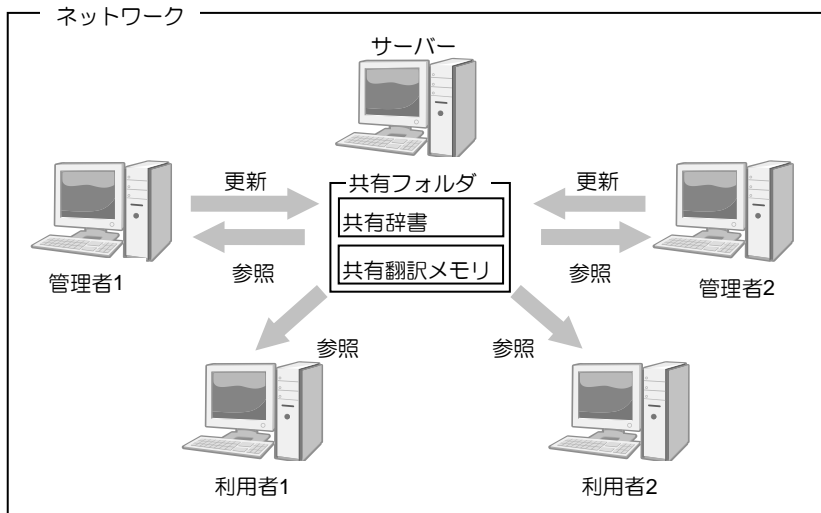 ネットワーク
サーバー
更新
共有フォルダ
更新
共有辞書
共有翻訳メモリ
参照
参照
管理者1
管理者2
参照
参照
利用者1
利用者2